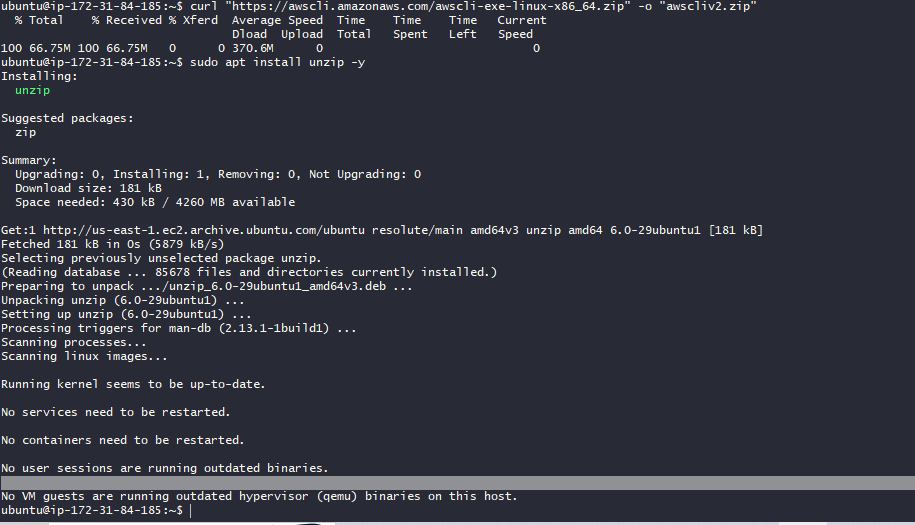 ubuntu@ip-172-31-84-185:~$ curl "https://awscli.amazonaws.com/awscli-exe-linux-x86_64.zip" -o "awscliv2.zip"
  % Total    % Received % Xferd  Average Speed  Time    Time    Time   Current
                                 Dload  Upload  Total   Spent   Left   Speed
100 66.75M 100 66.75M   0      0 370.6M      0                              0
ubuntu@ip-172-31-84-185:~$ sudo apt install unzip -y
Installing:
  unzip

Suggested packages:
  zip

Summary:
  Upgrading: 0, Installing: 1, Removing: 0, Not Upgrading: 0
  Download size: 181 kB
  Space needed: 430 kB / 4260 MB available

Get:1 http://us-east-1.ec2.archive.ubuntu.com/ubuntu resolute/main amd64v3 unzip amd64 6.0-29ubuntu1 [181 kB]
Fetched 181 kB in 0s (5879 kB/s)
Selecting previously unselected package unzip.
(Reading database ... 85678 files and directories currently installed.)
Preparing to unpack .../unzip_6.0-29ubuntu1_amd64v3.deb ...
Unpacking unzip (6.0-29ubuntu1) ...
Setting up unzip (6.0-29ubuntu1) ...
Processing triggers for man-db (2.13.1-1build1) ...
Scanning processes...
Scanning linux images...

Running kernel seems to be up-to-date.

No services need to be restarted.

No containers need to be restarted.

No user sessions are running outdated binaries.

No VM guests are running outdated hypervisor (qemu) binaries on this host.
ubuntu@ip-172-31-84-185:~$